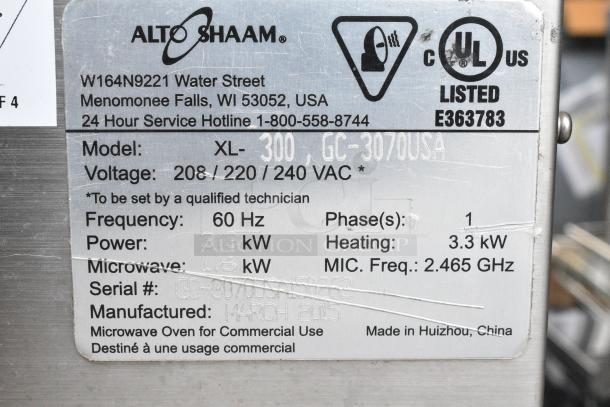 F 4
ALTO SHAAM®
W164N9221 Water Street
Menomonee Falls, WI 53052, USA
24 Hour Service Hotline 1-800-558-8744
C UL US
LISTED
E363783
Model: XL- 300 , GC-3070USA
Voltage: 208 / 220 / 240 VAC *
*To be set by a qualified technician
Frequency: 60 Hz Phase(s): 1
Power: kW Heating: 3.3 kW
Microwave: kW MIC. Freq.: 2.465 GHz
Serial #:
Manufactured: MARCH
Microwave Oven for Commercial Use Made in Huizhou, China
Destiné à une usage commercial